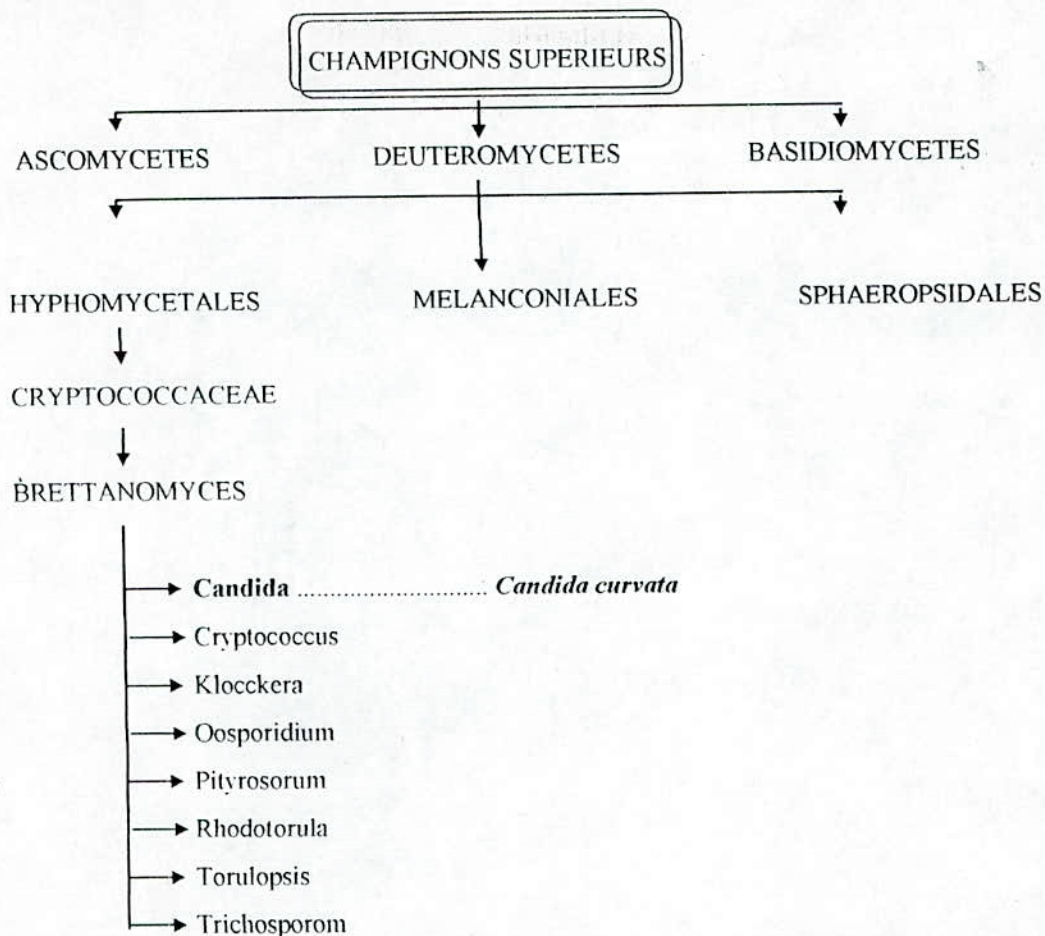 CHAMPIGNONS SUPERIEURS
ASCOMYCETES DEUTEROMYCETES BASIDIOMYCETES
HYPHOMYCETALES MELANCONIALES SPHAEROPSIDALES
CRYPTOCOCCACEAE
BRETTANOMYCES
Candida ............................ Candida curvata
Cryptococcus
Klocckera
Oosporidium
Pityrosorum
Rhodotorula
Torulopsis
Trichosporom